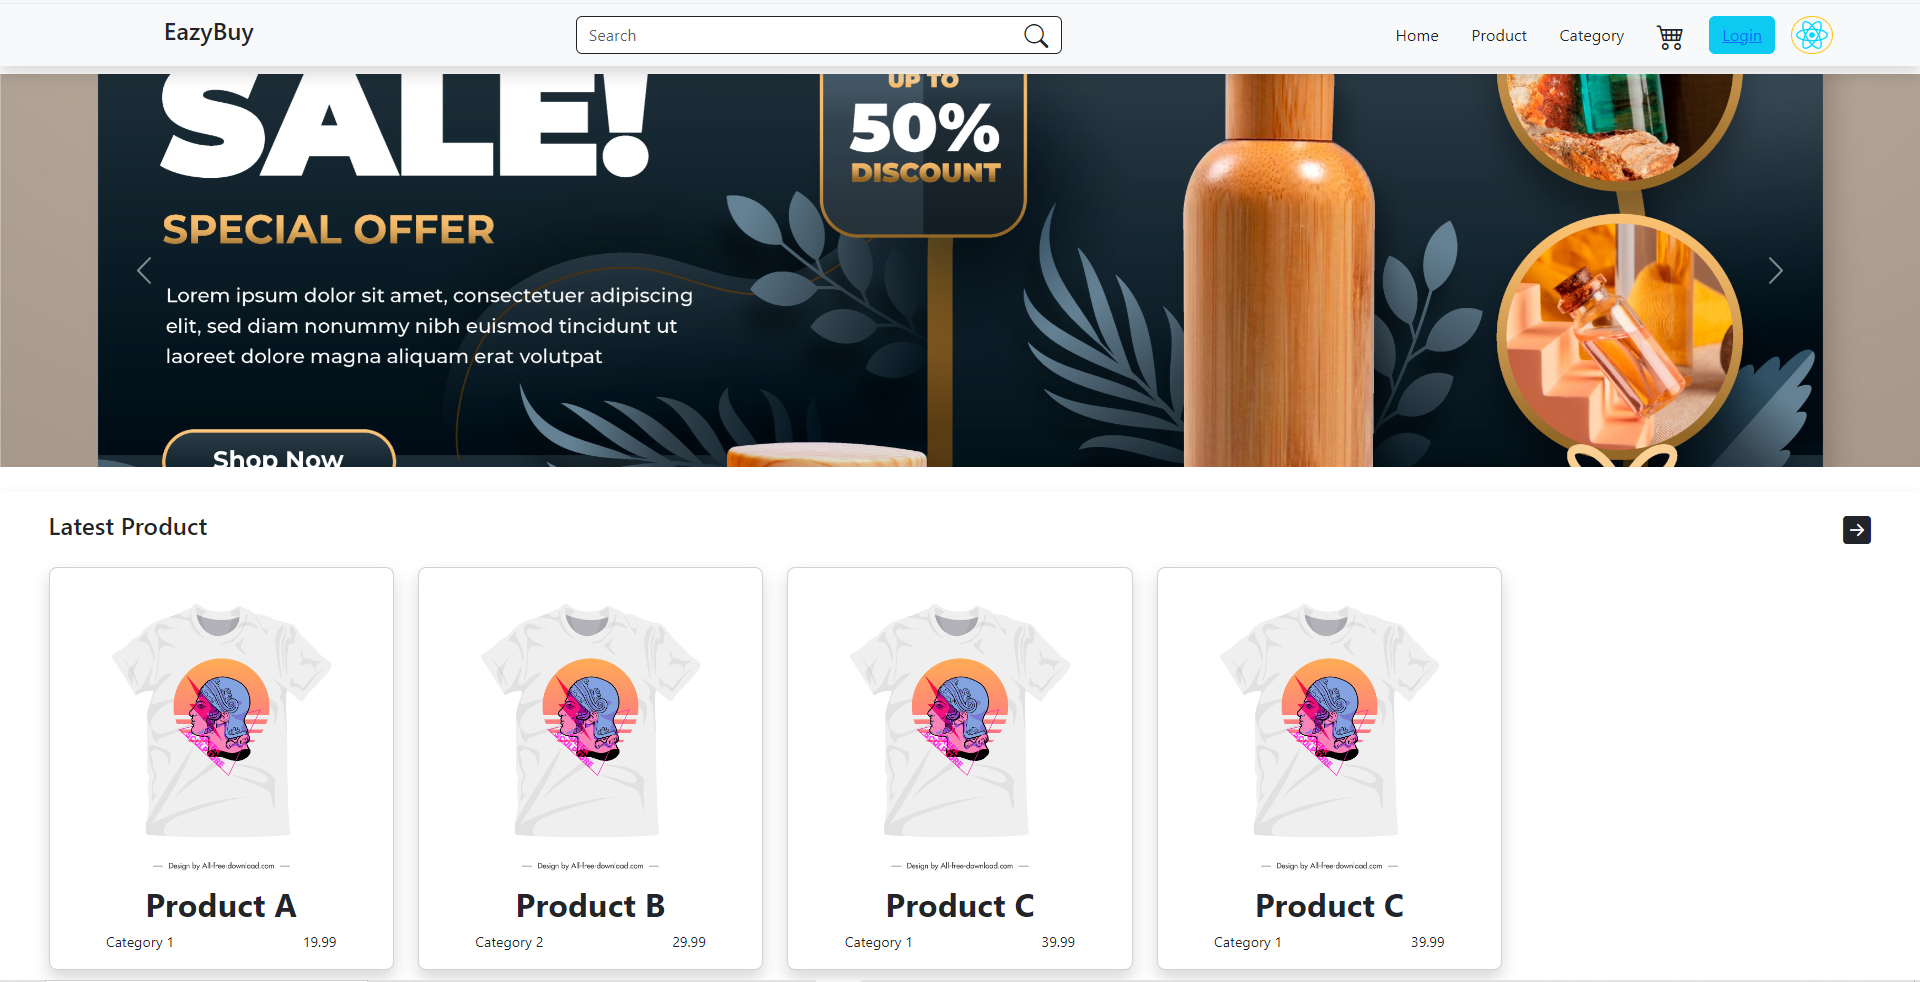 EazyBuy
Search
Home
Product
Category
Login
SALE!
UP TO
50%
DISCOUNT
SPECIAL OFFER
Lorem ipsum dolor sit amet, consectetuer adipiscing
elit, sed diam nonummy nibh euismod tincidunt ut
laoreet dolore magna aliquam erat volutpat
Shop Now
Latest Product
Design by All-free-download.com
Product A
Category 1 19.99
Design by All-free-download.com
Product B
Category 2 29.99
Design by All-free-download.com
Product C
Category 1 39.99
Design by All-free-download.com
Product C
Category 1 39.99